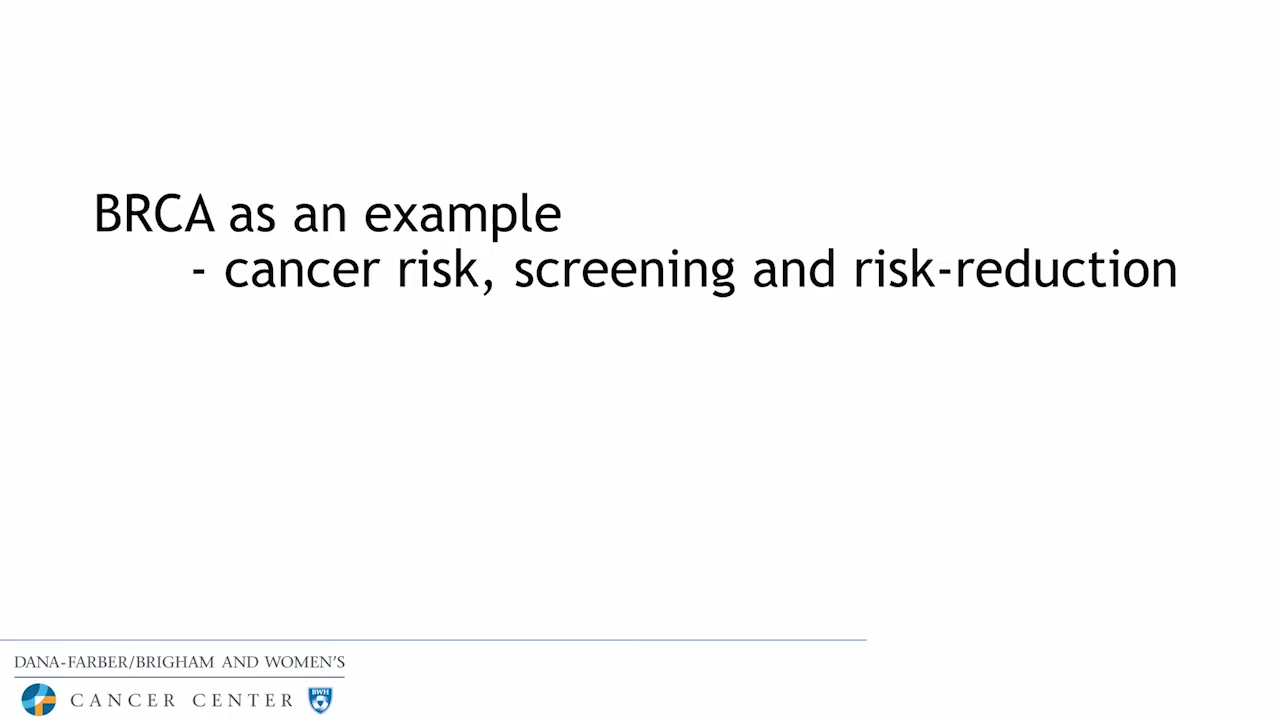 BRCA as an example
- cancer risk, screening and risk-reduction
DANA-FARBER/BRIGHAM AND WOMEN'S
CANCER CENTER
BWH